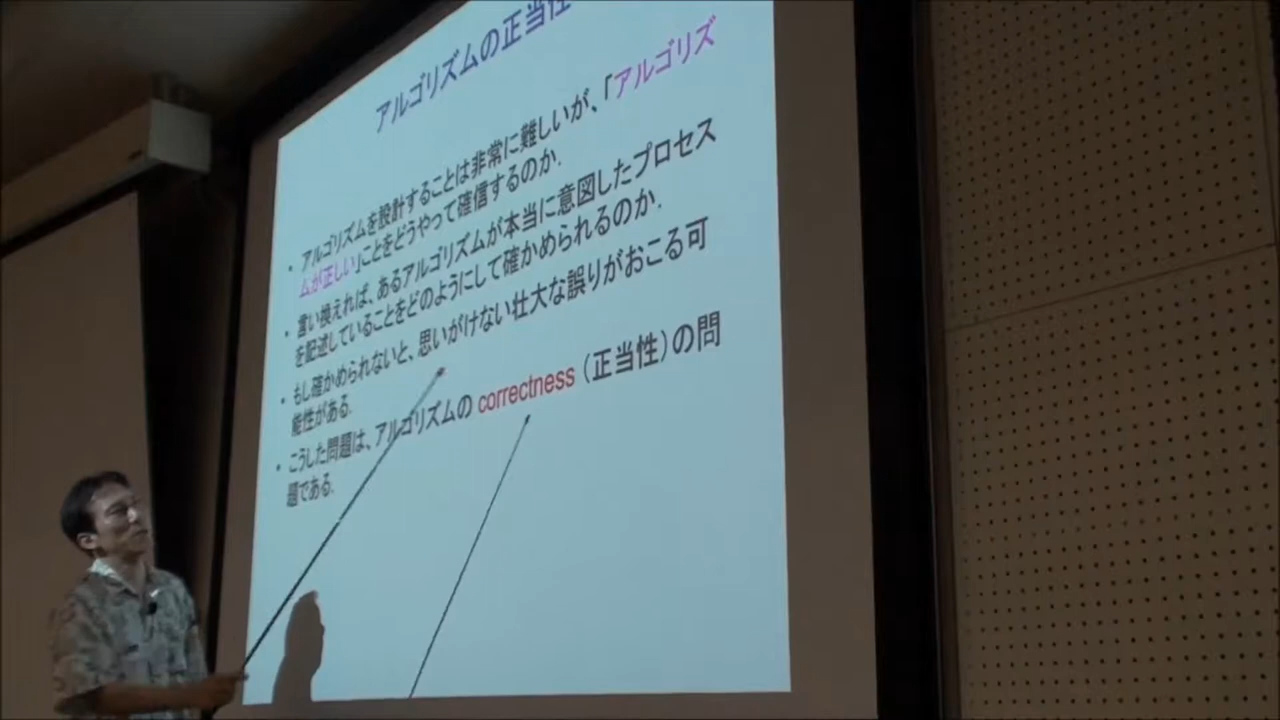 アルゴリズムの正当性
・ アルゴリズムを設計することは非常に難しいが、「アルゴリズ
ムが正しい」ことをどうやって確信するのか.
・ 言い換えれば、あるアルゴリズムが本当に意図したプロセス
を記述していることをどのようにして確かめられるのか.
・ もし確かめられないと、思いがけない壮大な誤りがおこる可
能性がある.
・ こうした問題は、アルゴリズムの correctness (正当性)の問
題である.